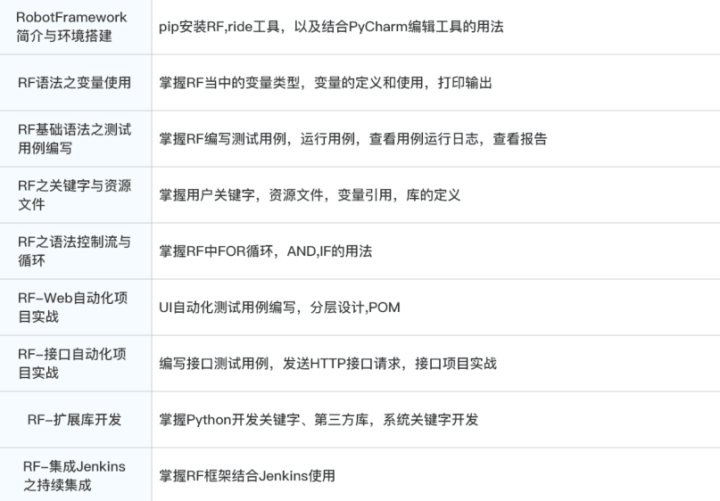 RobotFramework
简介与环境搭建
pip安装RF,ride工具，以及结合PyCharm编辑工具的用法
RF语法之变量使用
掌握RF当中的变量类型，变量的定义和使用，打印输出
RF基础语法之测试
用例编写
掌握RF编写测试用例，运行用例，查看用例运行日志，查看报告
RF之关键字与资源
文件
掌握用户关键字，资源文件，变量引用，库的定义
RF之语法控制流与
循环
掌握RF中FOR循环，AND,IF的用法
RF-Web自动化项
目实战
UI自动化测试用例编写，分层设计,POM
RF-接口自动化项
目实战
编写接口测试用例，发送HTTP接口请求，接口项目实战
RF-扩展库开发
掌握Python开发关键字、第三方库，系统关键字开发
RF-集成Jenkins
之持续集成
掌握RF框架结合Jenkins使用